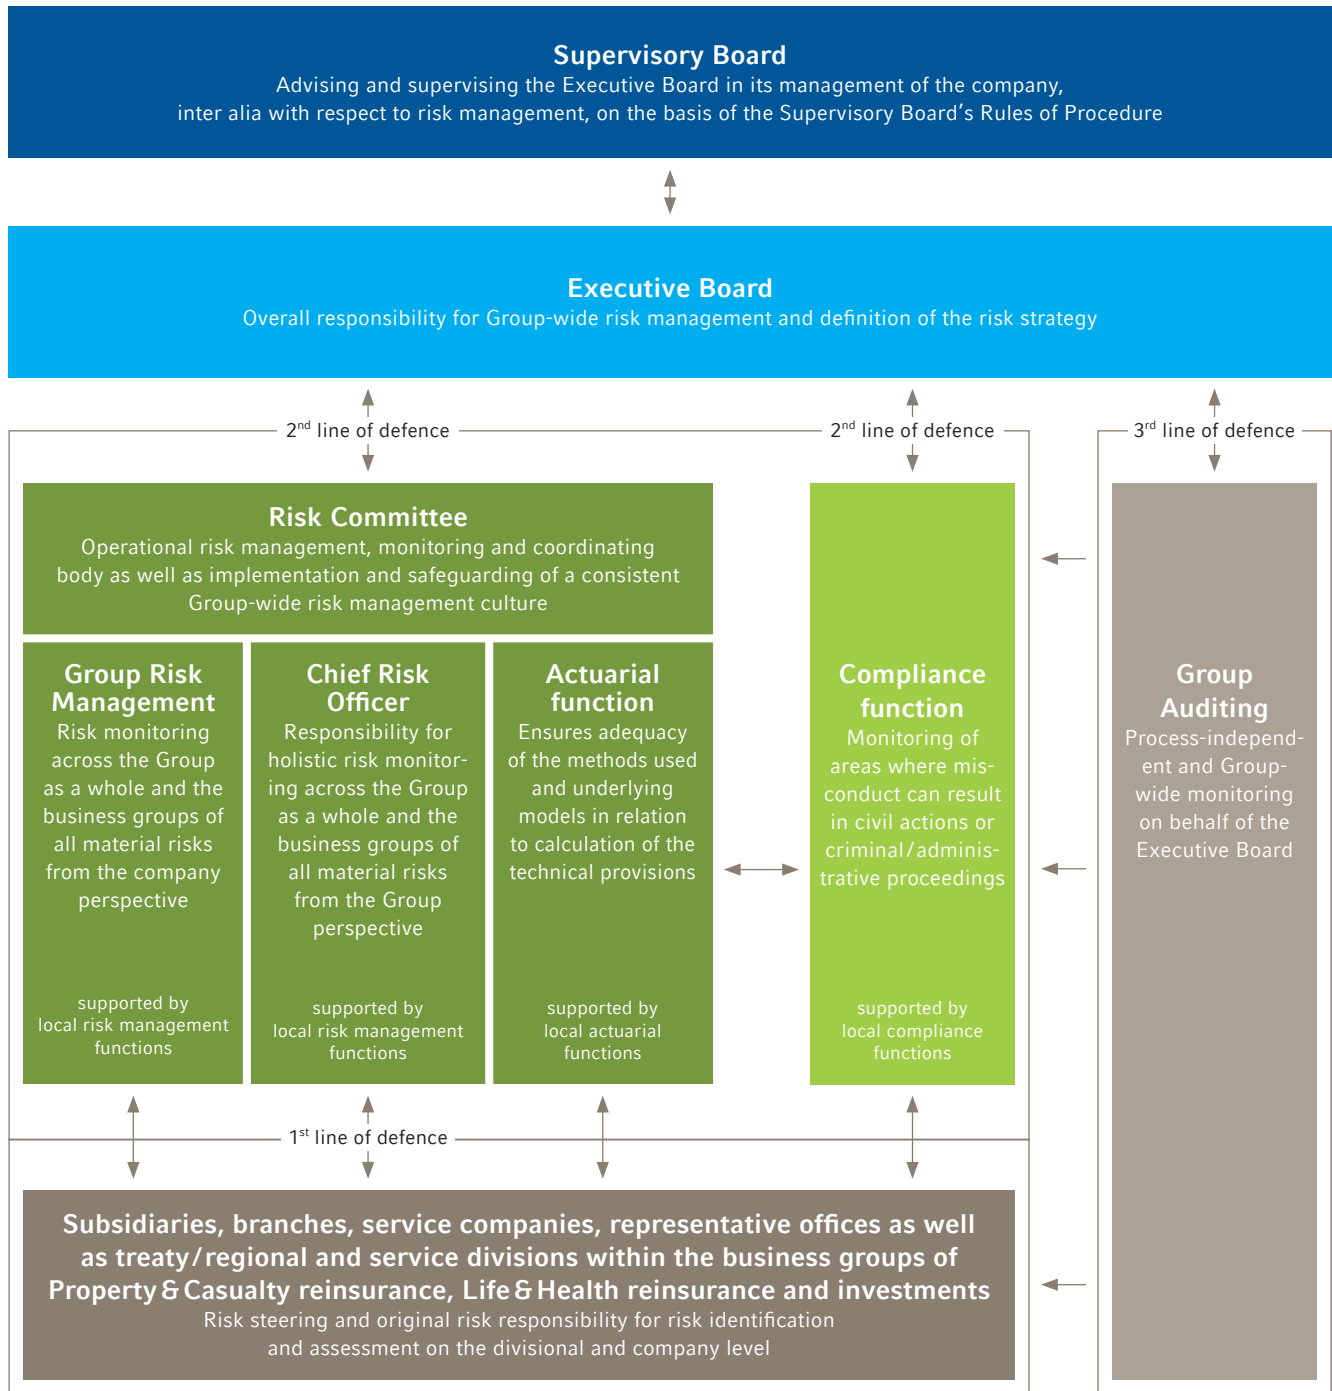 Supervisory Board
Advising and supervising the Executive Board in its management of the company,
inter alia with respect to risk management, on the basis of the Supervisory Board’s Rules of Procedure
Executive Board
Overall responsibility for Group-wide risk management and definition of the risk strategy
2nd line of defence
2nd line of defence
3rd line of defence
Risk Committee
Operational risk management, monitoring and coordinating
body as well as implementation and safeguarding of a consistent
Group-wide risk management culture
Group Risk
Management
Risk monitoring
across the Group
as a whole and the
business groups of
all material risks
from the company
perspective
supported by
local risk management
functions
Chief Risk
Officer
Responsibility for
holistic risk monitor-
ing across the Group
as a whole and the
business groups of
all material risks
from the Group
perspective
supported by
local risk management
functions
Actuarial
function
Ensures adequacy
of the methods used
and underlying
models in relation
to calculation of the
technical provisions
supported by
local actuarial
functions
Compliance
function
Monitoring of
areas where mis-
conduct can result
in civil actions or
criminal/adminis-
trative proceedings
supported by
local compliance
functions
Group
Auditing
Process-independ-
ent and Group-
wide monitoring
on behalf of the
Executive Board
1st line of defence
Subsidiaries, branches, service companies, representative offices as well
as treaty/regional and service divisions within the business groups of
Property & Casualty reinsurance, Life & Health reinsurance and investments
Risk steering and original risk responsibility for risk identification
and assessment on the divisional and company level